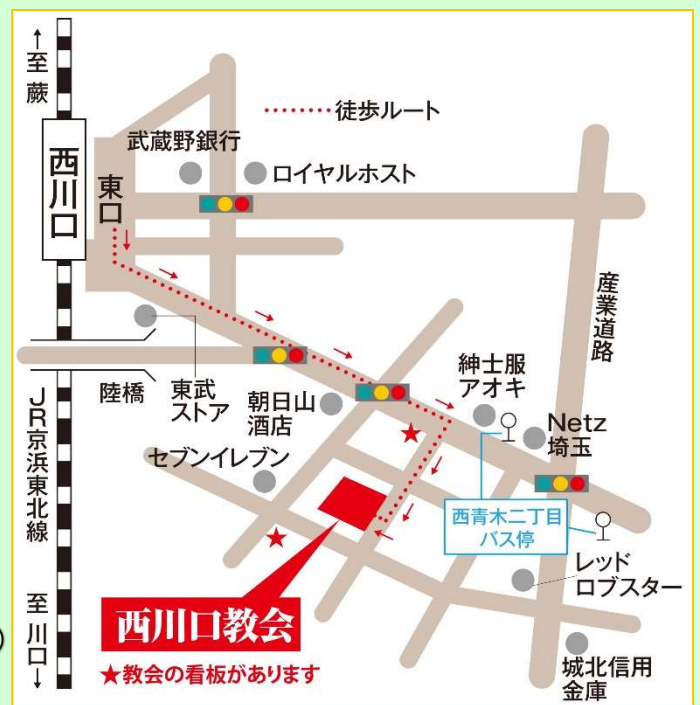 ↑至蕨
西川口
東口
徒歩ルート
武蔵野銀行
ロイヤルホスト
産業道路
陸橋
東武
ストア
朝日山
酒店
紳士服
アオキ
Netz
埼玉
セブンイレブン
西青木二丁目
バス停
レッド
ロブスター
JR京浜東北線
至川口↓
西川口教会
★教会の看板があります
城北信用
金庫
)